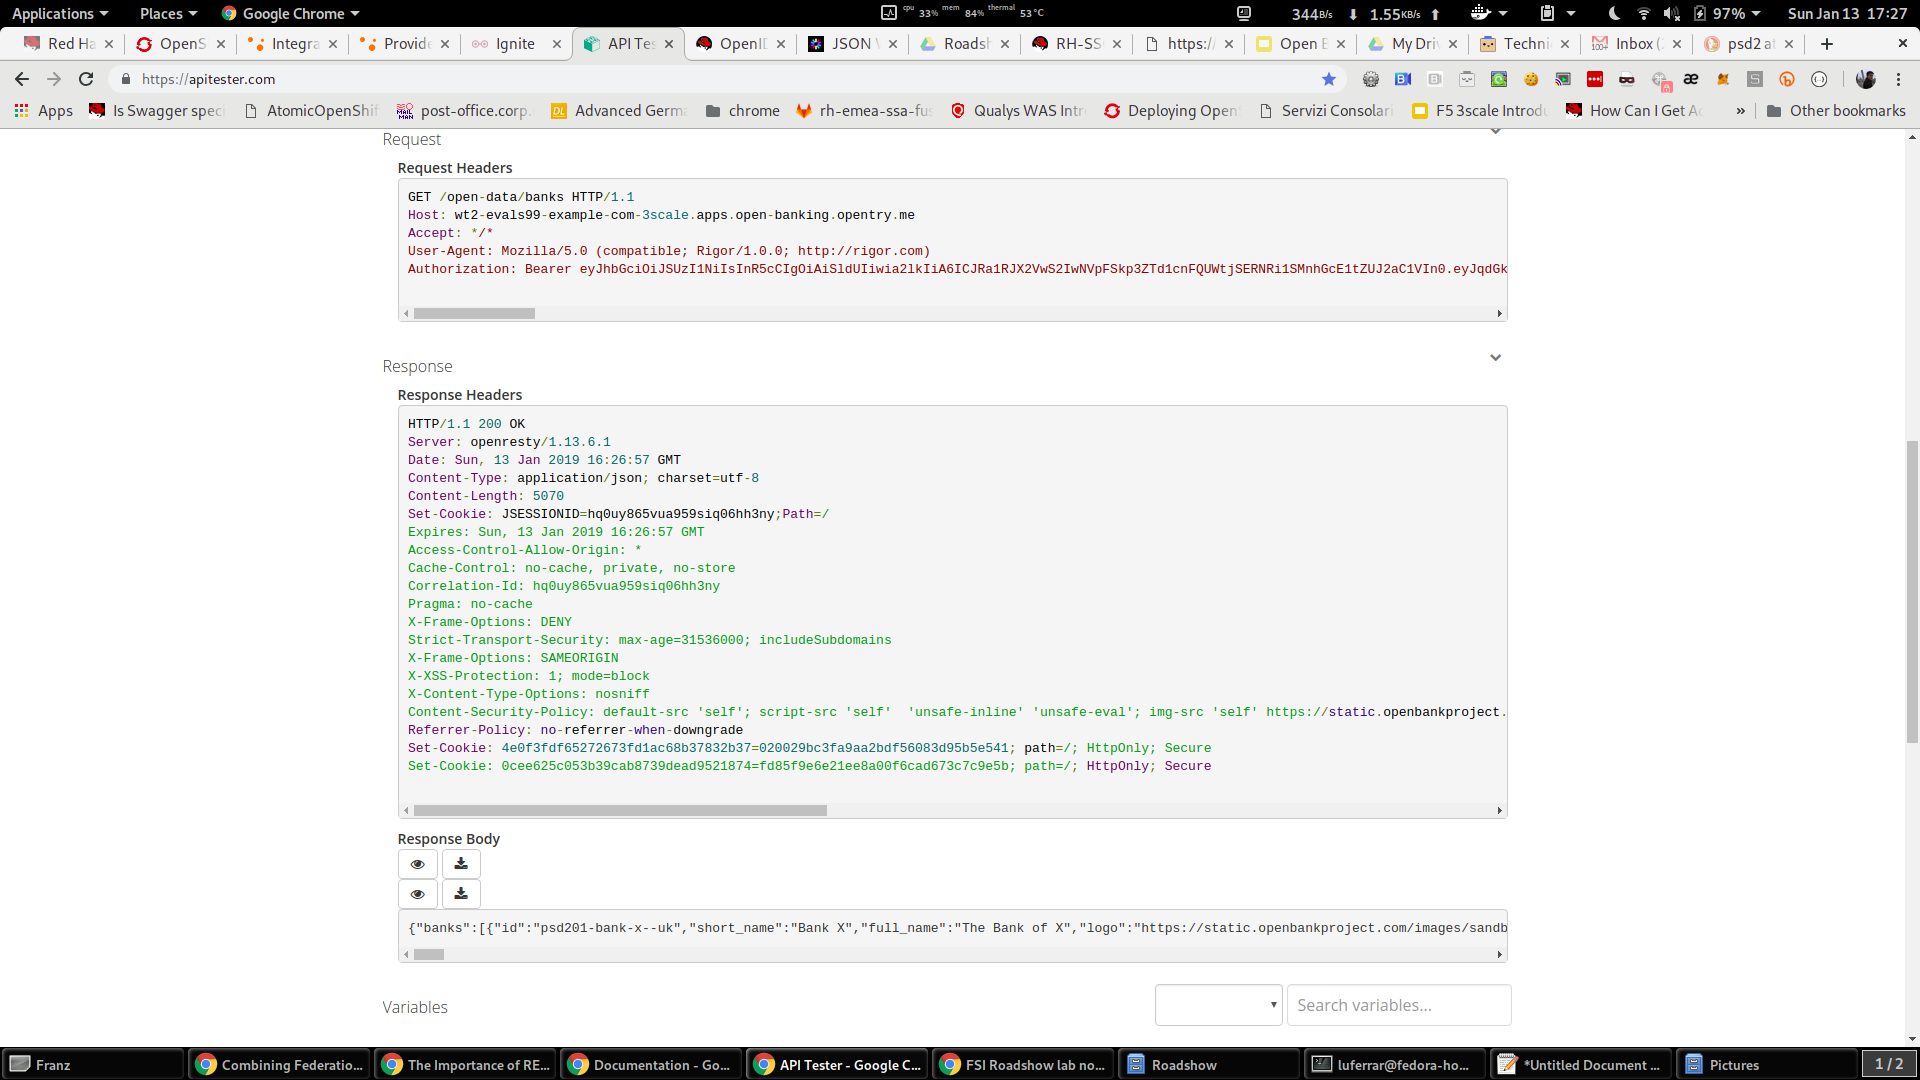 Applications Places Google Chrome cpu 33% mem 84% thermal 53 °C 344B/s 1.55KB/s 97% Sun Jan 13 17:27
Red Ha OpenS Integra Provide Ignite API Tes OpenID JSON Roadsh RH-SS https:/ Open B My Driv Techni Inbox ( psd2 at
https://apitester.com
Apps Is Swagger speci AtomicOpenShif post-office.corp. Advanced Germa chrome rh-emea-ssa-fus Qualys WAS Intr Deploying Open Servizi Consolari F5 3scale Introdu How Can I Get Ac » Other bookmarks
Request
Request Headers
GET /open-data/banks HTTP/1.1
Host: wt2-evals99-example-com-3scale.apps.open-banking.opentry.me
Accept: */*
User-Agent: Mozilla/5.0 (compatible; Rigor/1.0.0; http://rigor.com)
Authorization: Bearer eyJhbGciOiJSUzI1NiIsInR5cCIgOiAiSldUIiwia2lkIiA6ICJRa1RJX2VwS2IwNVpFSkp3ZTd1cnFQUWtjSERNRi1SMnhGcE1tZUJ2aC1VIn0.eyJqdGk
Response
Response Headers
HTTP/1.1 200 OK
Server: openresty/1.13.6.1
Date: Sun, 13 Jan 2019 16:26:57 GMT
Content-Type: application/json; charset=utf-8
Content-Length: 5070
Set-Cookie: JSESSIONID=hq0uy865vua959siq06hh3ny;Path=/
Expires: Sun, 13 Jan 2019 16:26:57 GMT
Access-Control-Allow-Origin: *
Cache-Control: no-cache, private, no-store
Correlation-Id: hq0uy865vua959siq06hh3ny
Pragma: no-cache
X-Frame-Options: DENY
Strict-Transport-Security: max-age=31536000; includeSubdomains
X-Frame-Options: SAMEORIGIN
X-XSS-Protection: 1; mode=block
X-Content-Type-Options: nosniff
Content-Security-Policy: default-src 'self'; script-src 'self'  'unsafe-inline' 'unsafe-eval'; img-src 'self' https://static.openbankproject.
Referrer-Policy: no-referrer-when-downgrade
Set-Cookie: 4e0f3fdf65272673fd1ac68b37832b37=020029bc3fa9aa2bdf56083d95b5e541; path=/; HttpOnly; Secure
Set-Cookie: 0cee625c053b39cab8739dead9521874=fd85f9e6e21ee8a00f6cad673c7c9e5b; path=/; HttpOnly; Secure
Response Body
{"banks":[{"id":"psd201-bank-x--uk","short_name":"Bank X","full_name":"The Bank of X","logo":"https://static.openbankproject.com/images/sandb
Variables Search variables...
Franz Combining Federatio... The Importance of RE... Documentation - Go... API Tester - Google C... FSI Roadshow lab no... Roadshow luferrar@fedora-ho... *Untitled Document ... Pictures 1 / 2